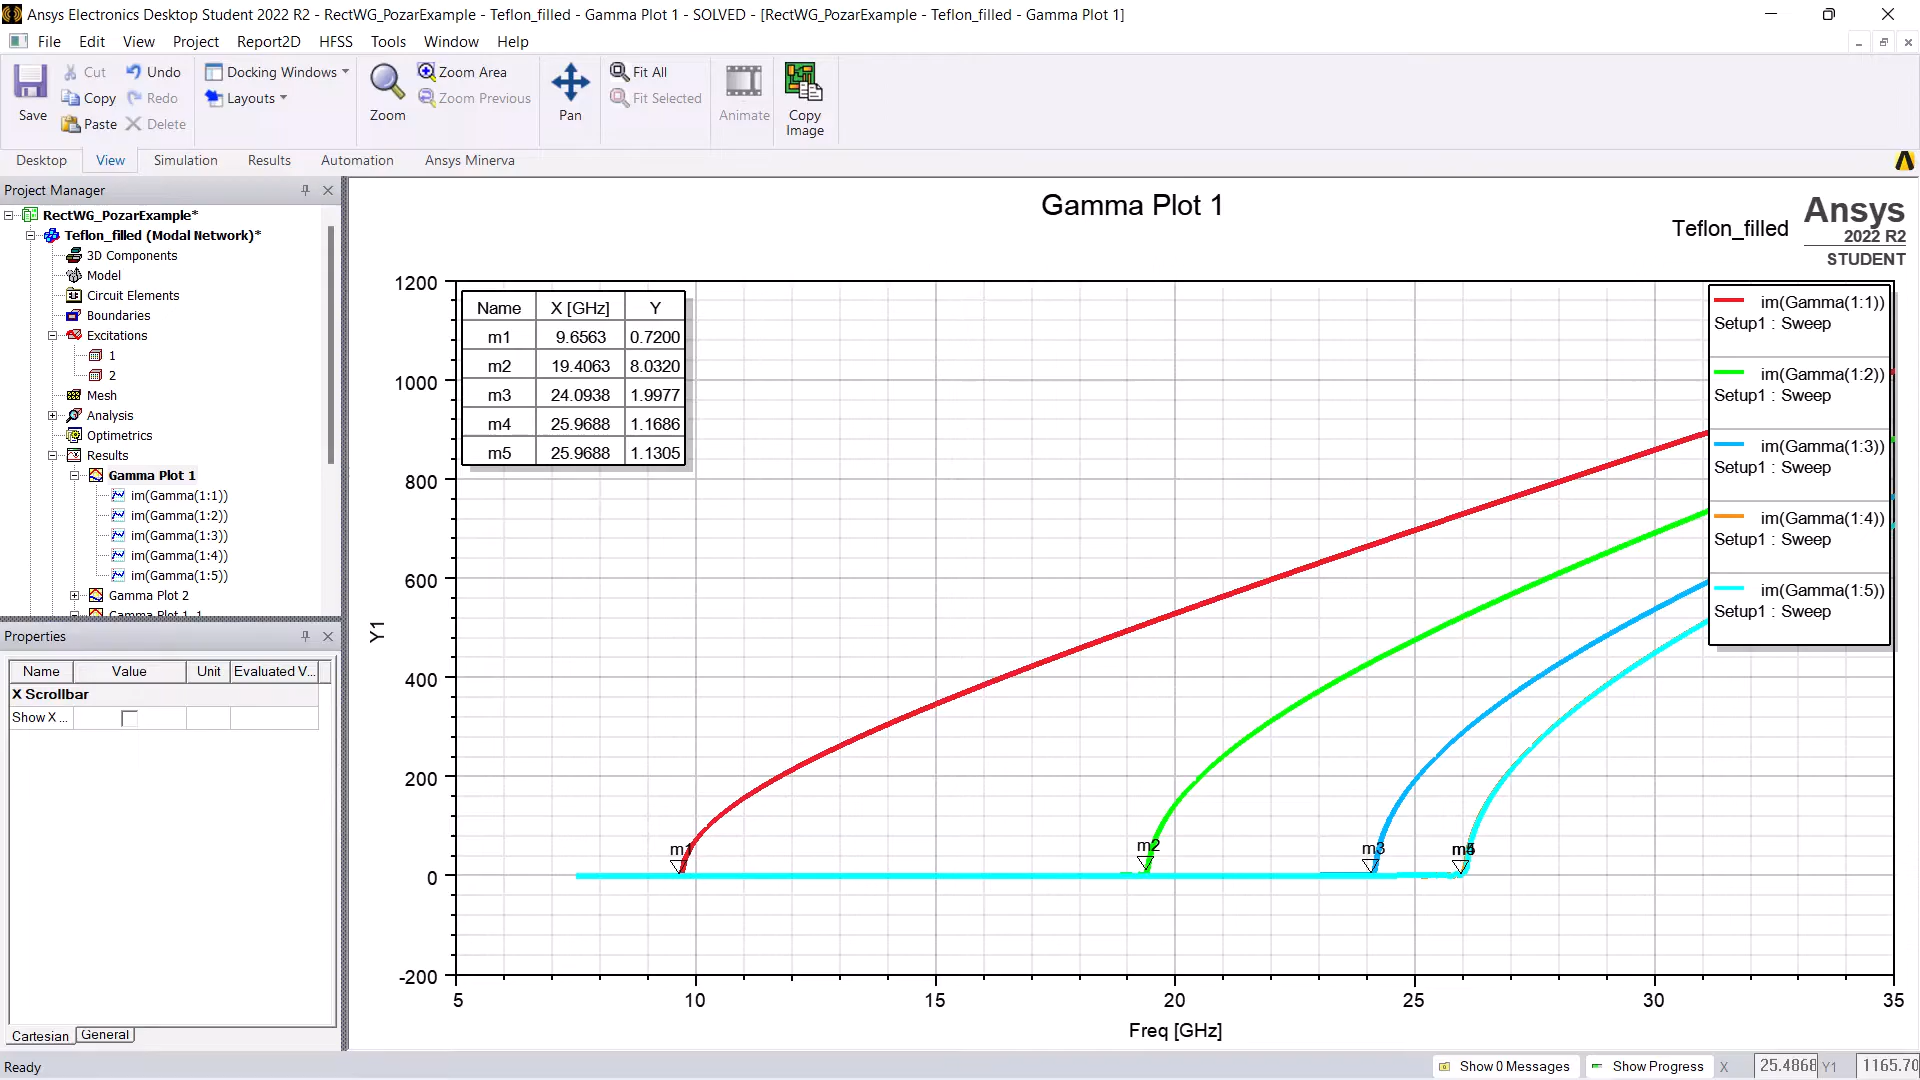 Ansys Electronics Desktop Student 2022 R2 - RectWG_PozarExample - Teflon_filled - Gamma Plot 1 - SOLVED - [RectWG_PozarExample - Teflon_filled - Gamma Plot 1]
File Edit View Project Report2D HFSS Tools Window Help
Save
Cut
Copy
Paste
Undo
Redo
Delete
Docking Windows
Layouts
Zoom
Zoom Area
Zoom Previous
Pan
Fit All
Fit Selected
Animate
Copy
Image
Desktop View Simulation Results Automation Ansys Minerva
Project Manager
RectWG_PozarExample*
Teflon_filled (Modal Network)*
3D Components
Model
Circuit Elements
Boundaries
Excitations
1
2
Mesh
Analysis
Optimetrics
Results
Gamma Plot 1
im(Gamma(1:1))
im(Gamma(1:2))
im(Gamma(1:3))
im(Gamma(1:4))
im(Gamma(1:5))
Gamma Plot 2
Properties
Name Value Unit Evaluated V...
X Scrollbar
Show X ...
Cartesian General
Gamma Plot 1
Teflon_filled
Ansys
2022 R2
STUDENT
Name X [GHz] Y
m1 9.6563 0.7200
m2 19.4063 8.0320
m3 24.0938 1.9977
m4 25.9688 1.1686
m5 25.9688 1.1305
im(Gamma(1:1))
Setup1 : Sweep
im(Gamma(1:2))
Setup1 : Sweep
im(Gamma(1:3))
Setup1 : Sweep
im(Gamma(1:4))
Setup1 : Sweep
im(Gamma(1:5))
Setup1 : Sweep
1200
1000
800
600
400
200
0
-200
Y1
m1 m2 m3
5 10 15 20 25 30 35
Freq [GHz]
Ready
Show 0 Messages
Show Progress
X 25.4868 Y1 1165.70